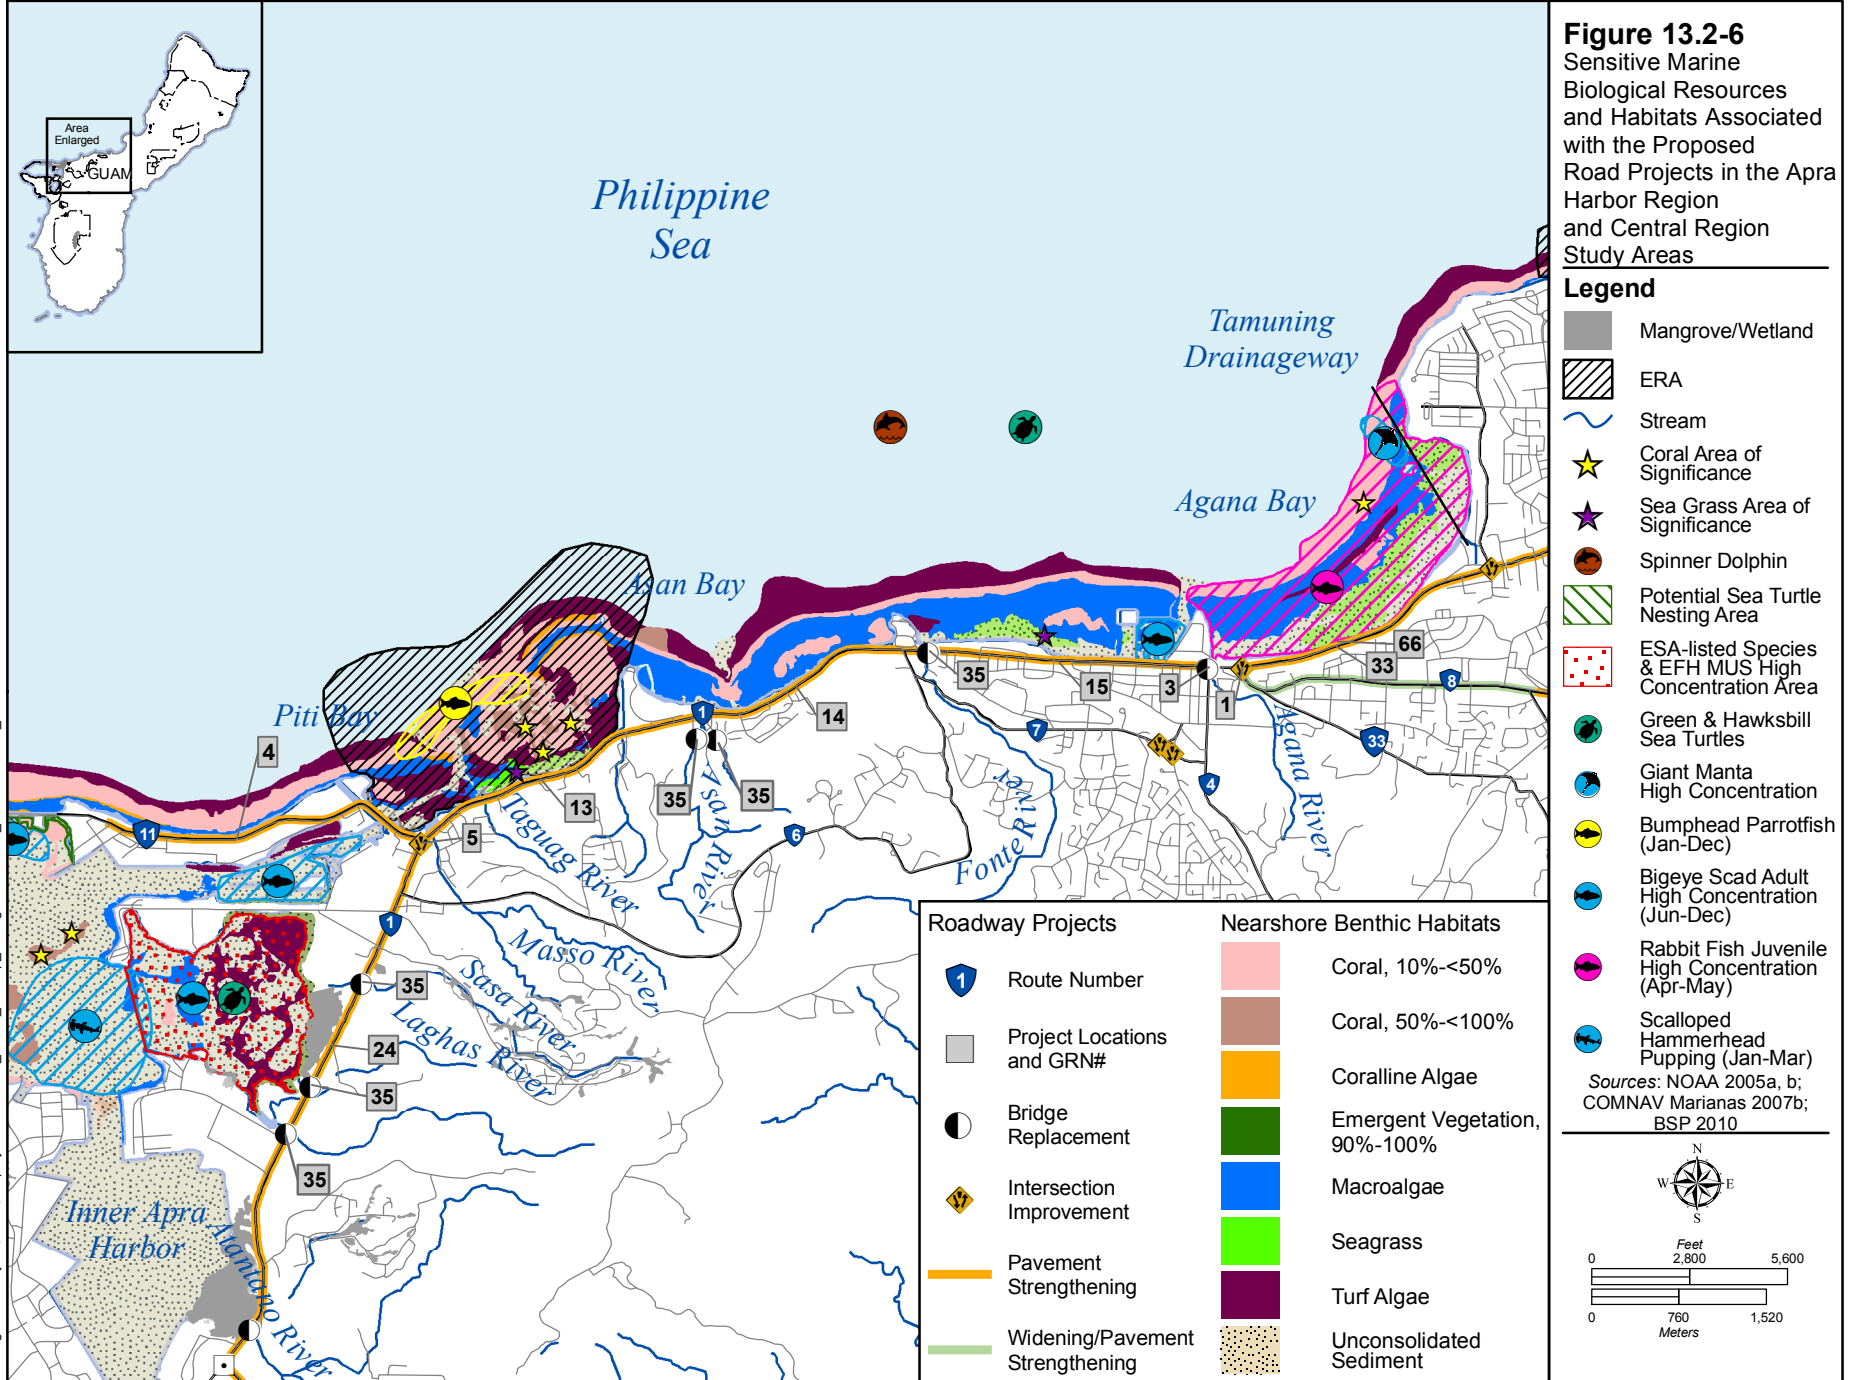 Area
Enlarged
GUAM
Philippine
Sea
Tamuning
Drainageway
Agana Bay
Asan Bay
Piti Bay
4
11
13
5
1
35
35
14
35
15
3
1
33
66
8
7
33
4
6
Taguag River
Asan River
Fonte River
Agana River
Masso River
Sasa River
Laghas River
1
35
24
35
35
Inner Apra
Harbor
Atantano River
Roadway Projects
1
Route Number
Project Locations
and GRN#
Bridge
Replacement
Intersection
Improvement
Pavement
Strengthening
Widening/Pavement
Strengthening
Nearshore Benthic Habitats
Coral, 10%-<50%
Coral, 50%-<100%
Coralline Algae
Emergent Vegetation,
90%-100%
Macroalgae
Seagrass
Turf Algae
Unconsolidated
Sediment
Figure 13.2-6
Sensitive Marine
Biological Resources
and Habitats Associated
with the Proposed
Road Projects in the Apra
Harbor Region
and Central Region
Study Areas
Legend
Mangrove/Wetland
ERA
Stream
Coral Area of
Significance
Sea Grass Area of
Significance
Spinner Dolphin
Potential Sea Turtle
Nesting Area
ESA-listed Species
& EFH MUS High
Concentration Area
Green & Hawksbill
Sea Turtles
Giant Manta
High Concentration
Bumphead Parrotfish
(Jan-Dec)
Bigeye Scad Adult
High Concentration
(Jun-Dec)
Rabbit Fish Juvenile
High Concentration
(Apr-May)
Scalloped
Hammerhead
Pupping (Jan-Mar)
Sources: NOAA 2005a, b;
COMNAV Marianas 2007b;
BSP 2010
N
W E
S
Feet
0 2,800 5,600
0 760 1,520
Meters